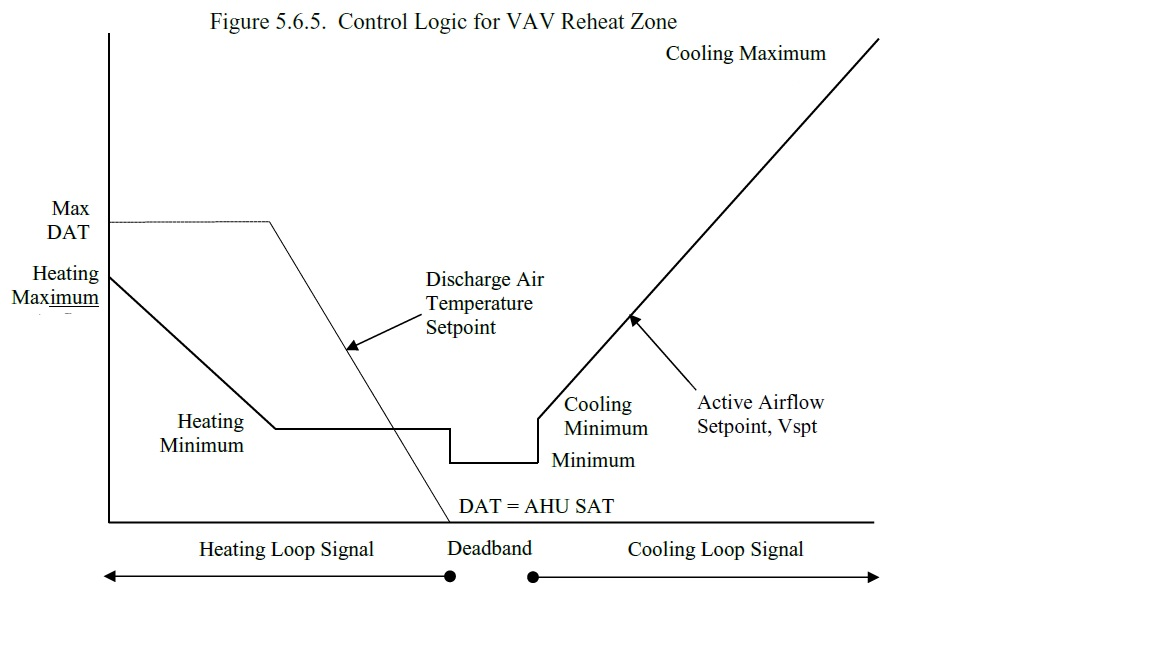 Figure 5.6.5.  Control Logic for VAV Reheat Zone
Cooling Maximum
Max
DAT
Heating
Maximum
Discharge Air
Temperature
Setpoint
Heating
Minimum
Cooling
Minimum
Active Airflow
Setpoint, Vspt
Minimum
DAT = AHU SAT
Heating Loop Signal
Deadband
Cooling Loop Signal